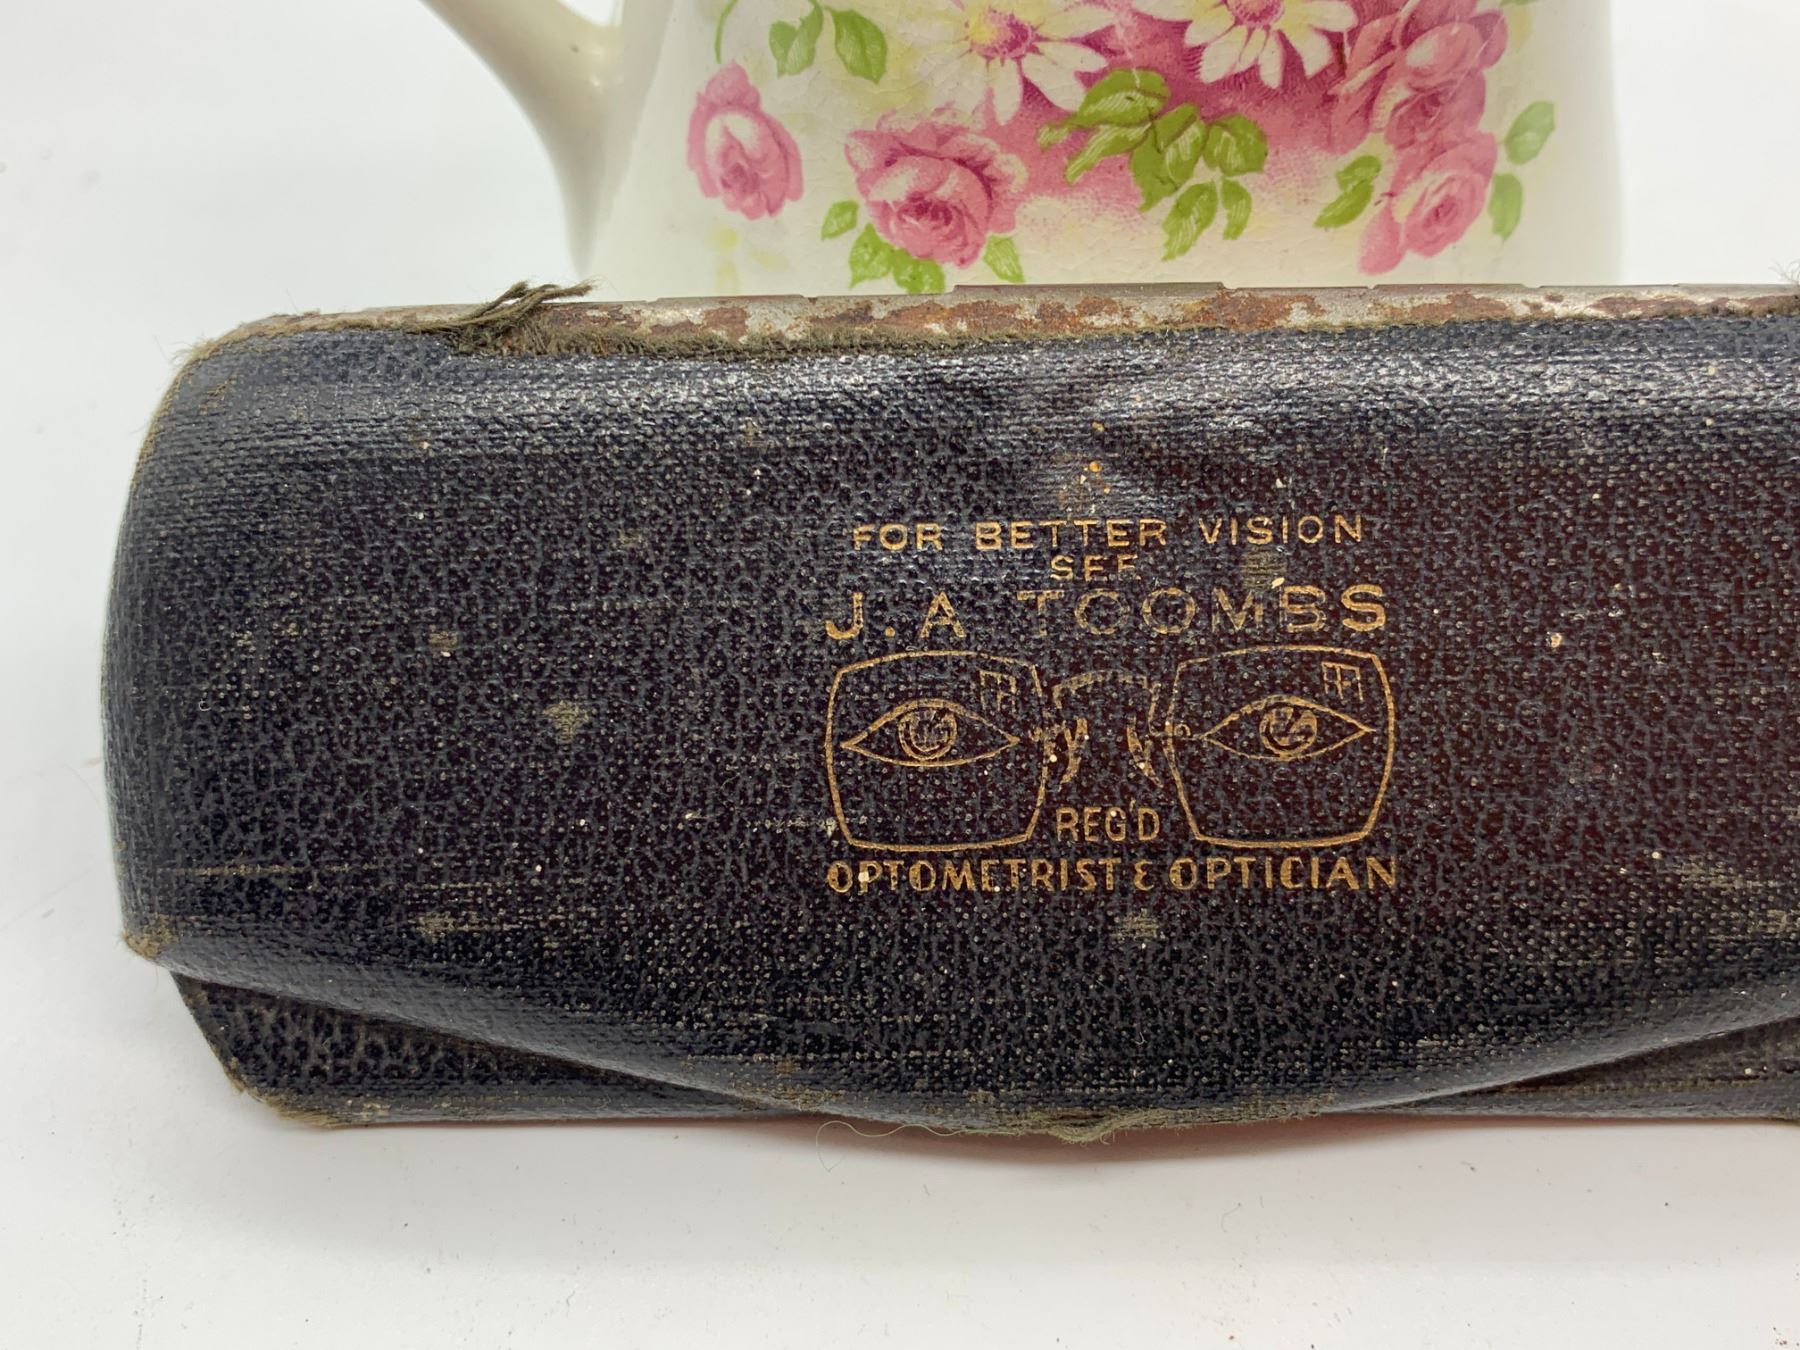 FOR BETTER VISION
SEE
J. A TOOMBS
REG'D
OPTOMETRIST & OPTICIAN